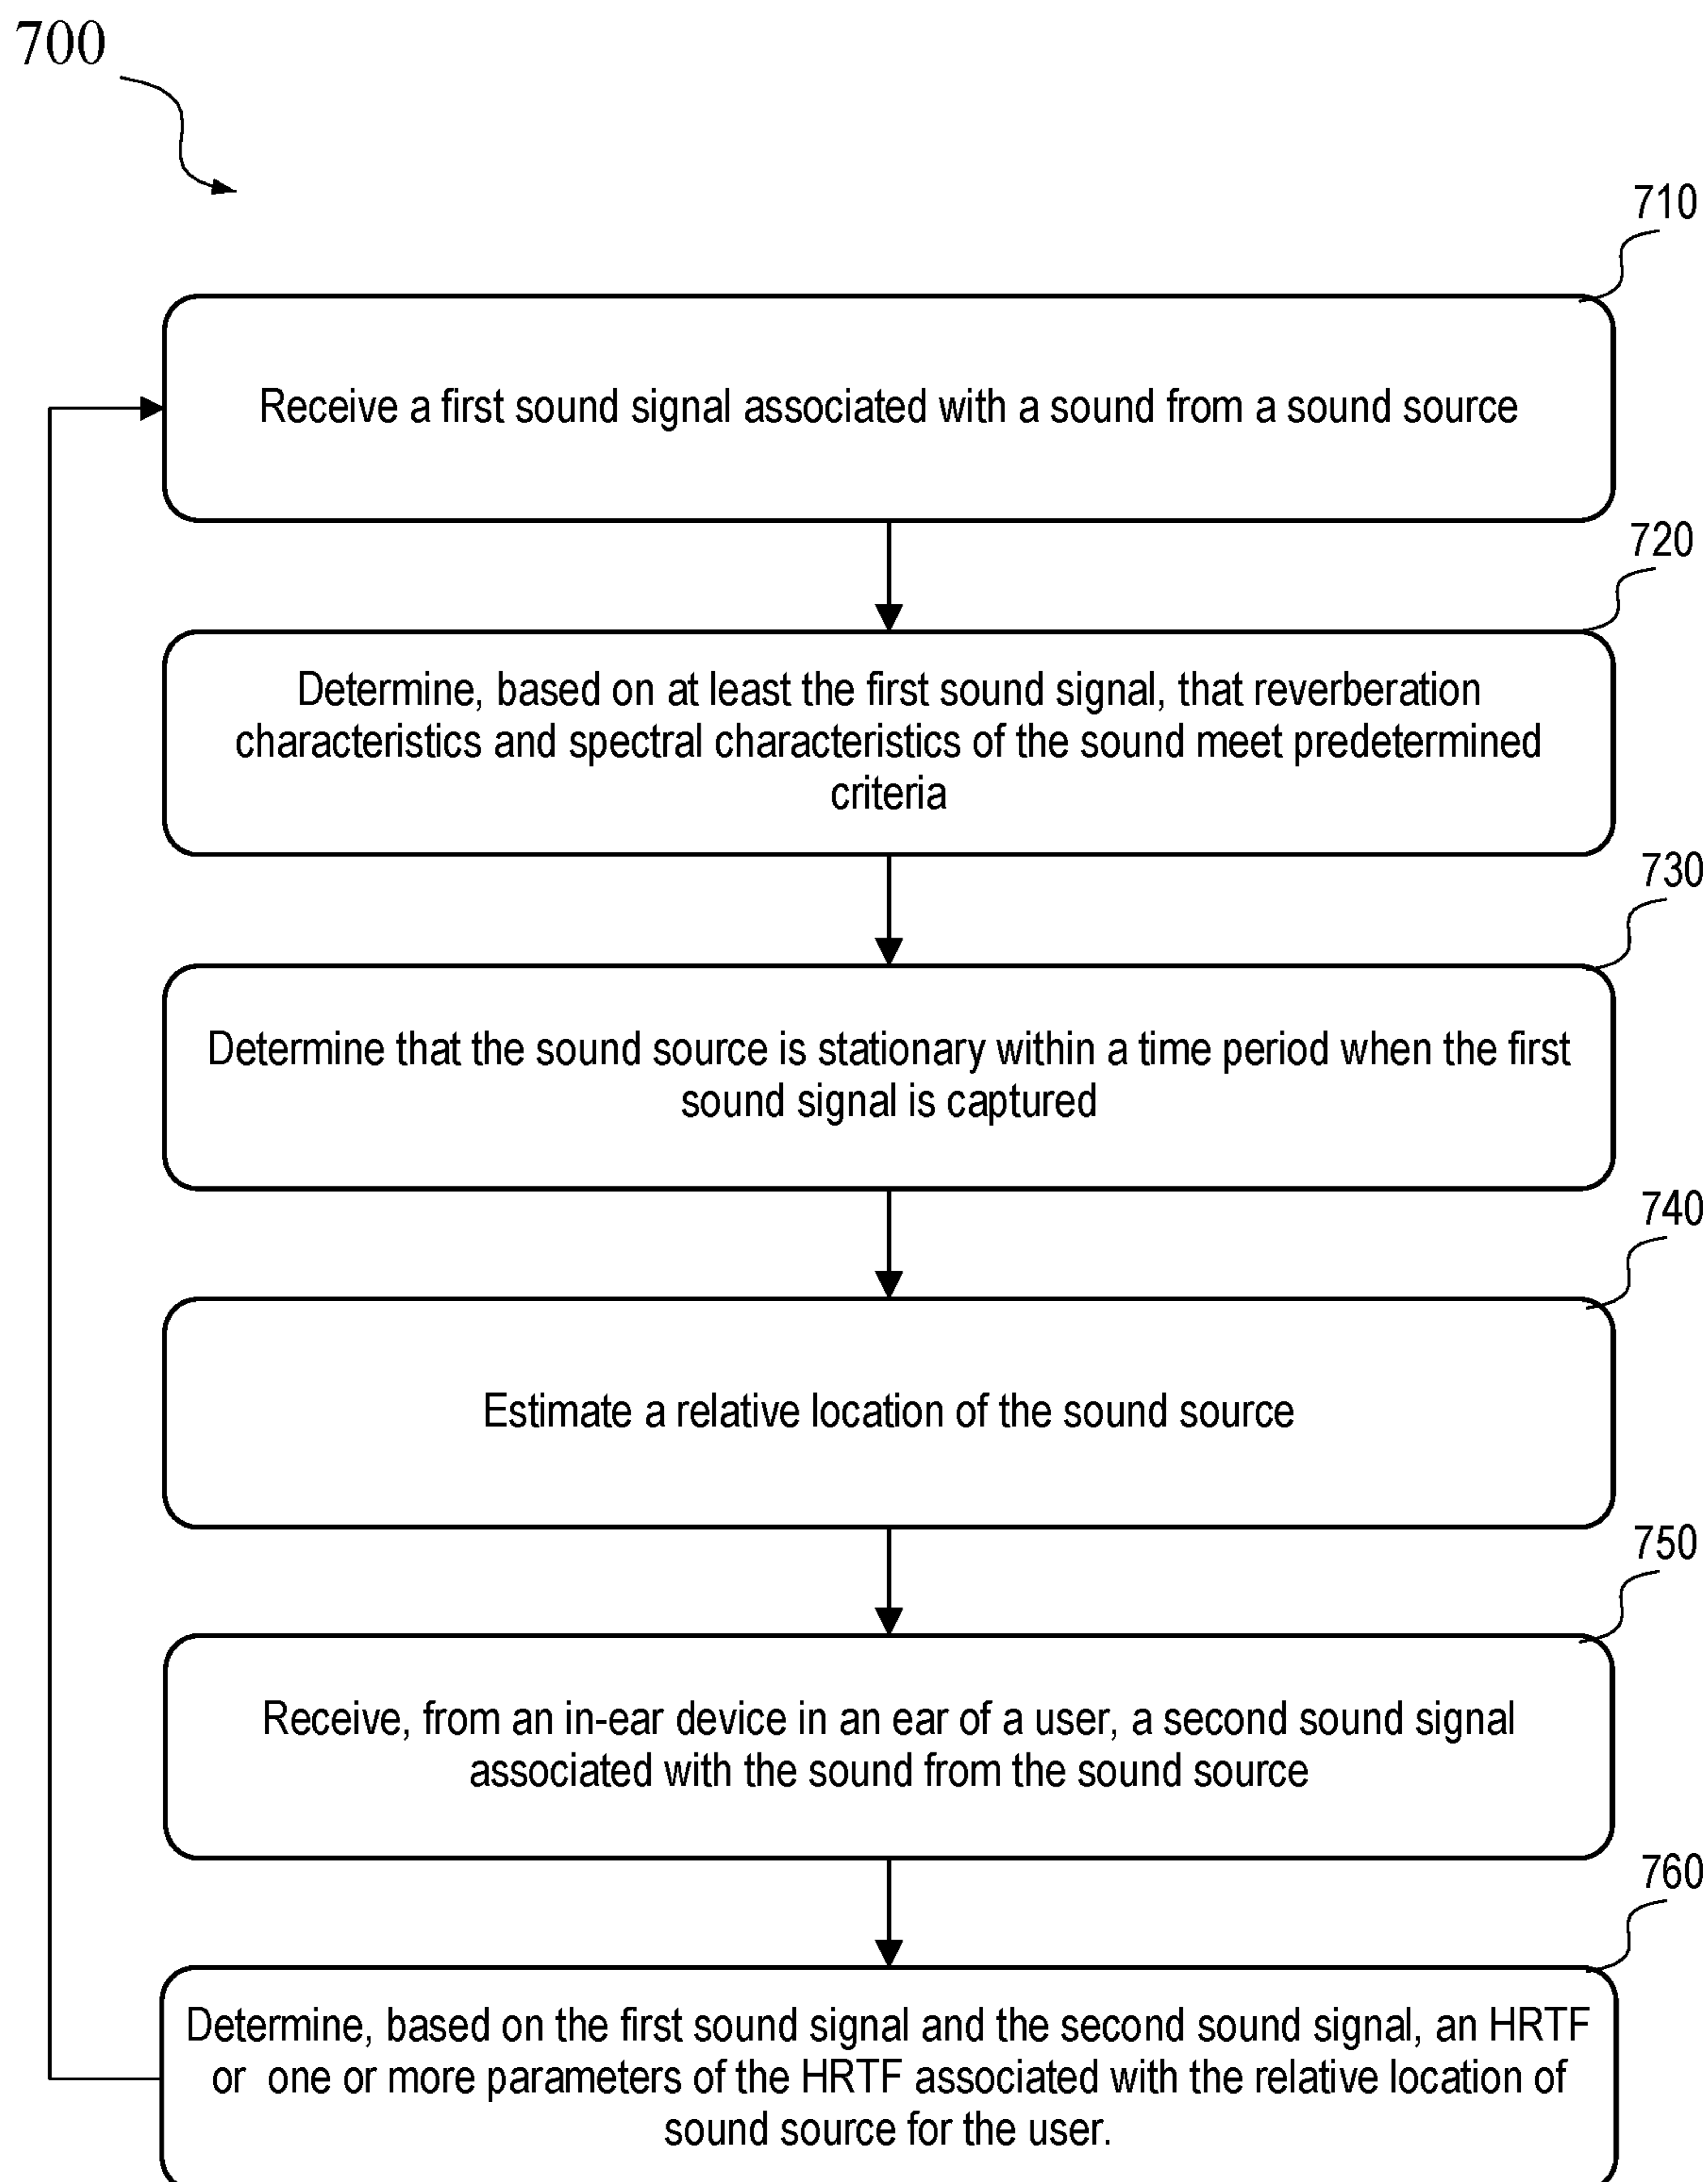 700
710
Receive a first sound signal associated with a sound from a sound source
720
Determine, based on at least the first sound signal, that reverberation
characteristics and spectral characteristics of the sound meet predetermined
criteria
730
Determine that the sound source is stationary within a time period when the first
sound signal is captured
740
Estimate a relative location of the sound source
750
Receive, from an in-ear device in an ear of a user, a second sound signal
associated with the sound from the sound source
760
Determine, based on the first sound signal and the second sound signal, an HRTF
or one or more parameters of the HRTF associated with the relative location of
sound source for the user.